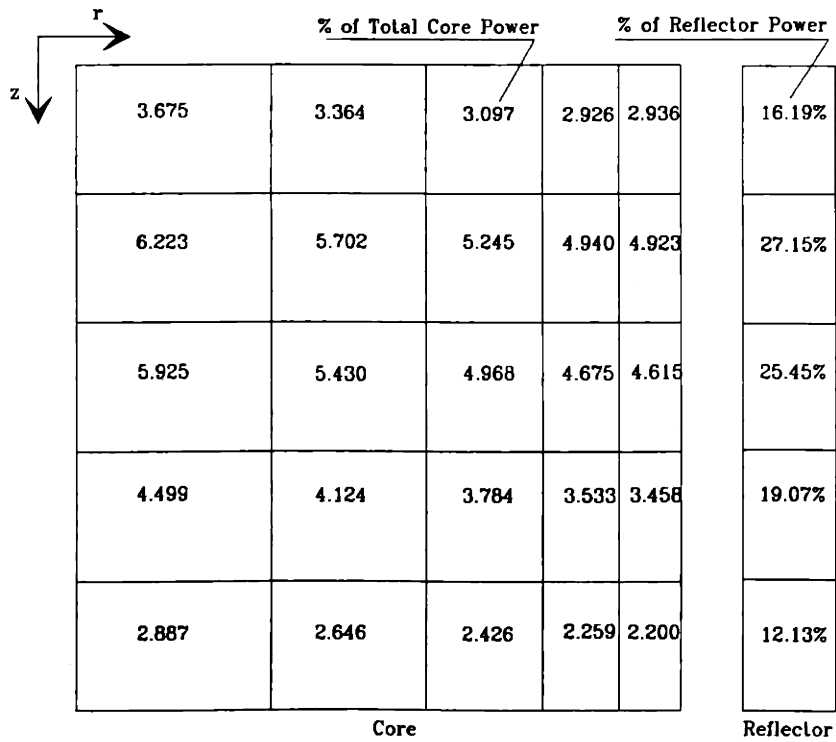 r
% of Total Core Power
% of Reflector Power
z
3.675 3.364 3.097 2.926 2.936 16.19%
6.223 5.702 5.245 4.940 4.923 27.15%
5.925 5.430 4.968 4.675 4.615 25.45%
4.499 4.124 3.784 3.533 3.458 19.07%
2.887 2.646 2.426 2.259 2.200 12.13%
Core
Reflector